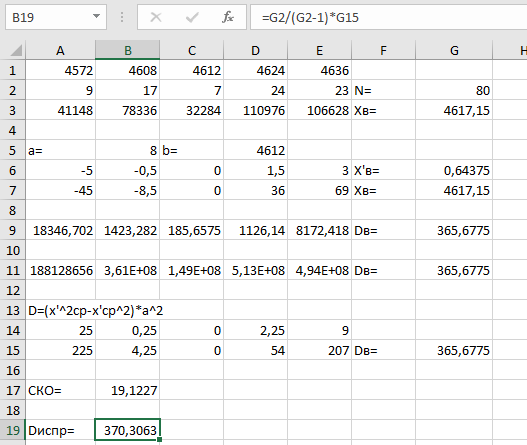 B19 =G2/(G2-1)*G15
A B C D E F G H
1 4572 4608 4612 4624 4636
2 9 17 7 24 23 N= 80
3 41148 78336 32284 110976 106628 Xв= 4617,15
4
5 a= 8 b= 4612
6 -5 -0,5 0 1,5 3 X'в= 0,64375
7 -45 -8,5 0 36 69 Xв= 4617,15
8
9 18346,702 1423,282 185,6575 1126,14 8172,418 Dв= 365,6775
10
11 188128656 3,61E+08 1,49E+08 5,13E+08 4,94E+08 Dв= 365,6775
12
13 D=(x'^2ср-x'ср^2)*a^2
14 25 0,25 0 2,25 9
15 225 4,25 0 54 207 Dв= 365,6775
16
17 СКО= 19,1227
18
19 Dиспр= 370,3063